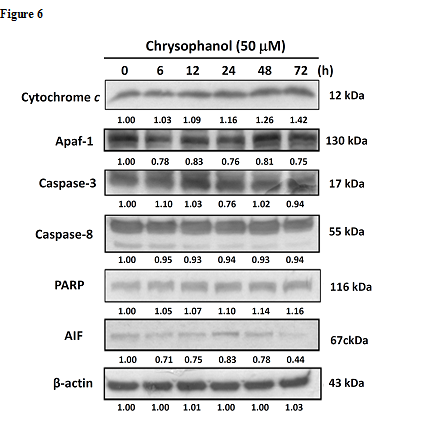 Figure 6
Chrysophanol (50 μM)
0 6 12 24 48 72 (h)
Cytochrome c 12 kDa
1.00 1.03 1.09 1.16 1.26 1.42
Apaf-1 130 kDa
1.00 0.78 0.83 0.76 0.81 0.75
Caspase-3 17 kDa
1.00 1.10 1.03 0.76 1.02 0.94
Caspase-8 55 kDa
1.00 0.95 0.93 0.94 0.93 0.94
PARP 116 kDa
1.00 1.05 1.07 1.10 1.14 1.16
AIF 67ckDa
1.00 0.71 0.75 0.83 0.78 0.44
β-actin 43 kDa
1.00 1.00 1.01 1.00 1.00 1.03